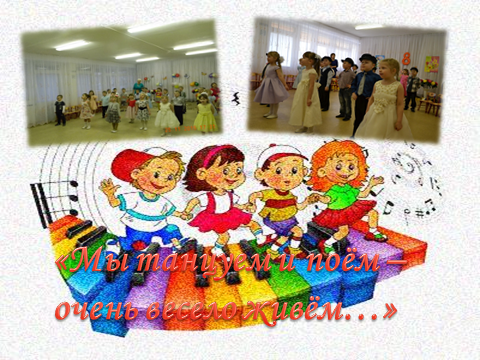 «Мы танцуем и поём –
очень весело живём…»